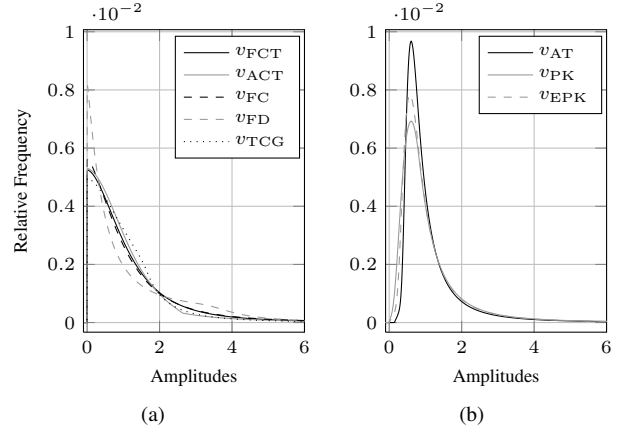 ·10⁻²
1
0.8
0.6
0.4
0.2
0
0 2 4 6
Relative Frequency
Amplitudes
v_FCT
v_ACT
v_FC
v_FD
v_TCG
(a)
·10⁻²
1
0.8
0.6
0.4
0.2
0
0 2 4 6
Amplitudes
v_AT
v_PK
v_EPK
(b)